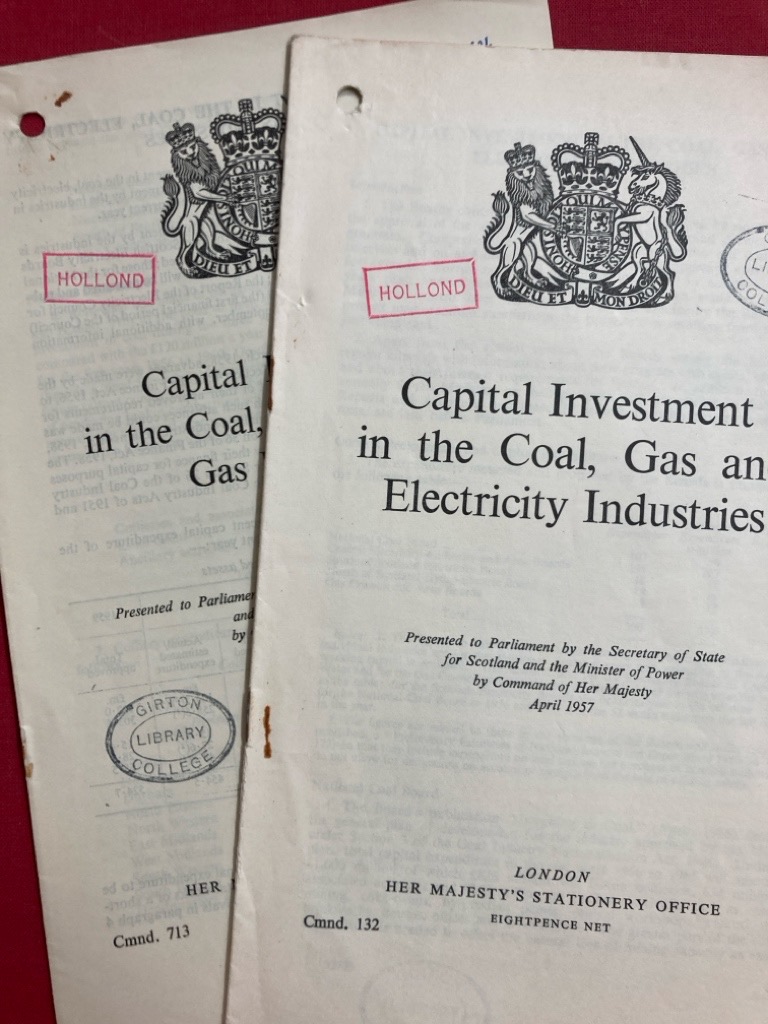 HOLLOND
DIEU ET
Capital
in the Coal,
Gas
Presented to Parliame
and
by
GIRTON
LIBRARY
COLLEGE
HER
Cmnd. 713
HOLLOND
DIEU ET MON DROIT
Capital Investment
in the Coal, Gas an
Electricity Industries
Presented to Parliament by the Secretary of State
for Scotland and the Minister of Power
by Command of Her Majesty
April 1957
LONDON
HER MAJESTY'S STATIONERY OFFICE
EIGHTPENCE NET
Cmnd. 132